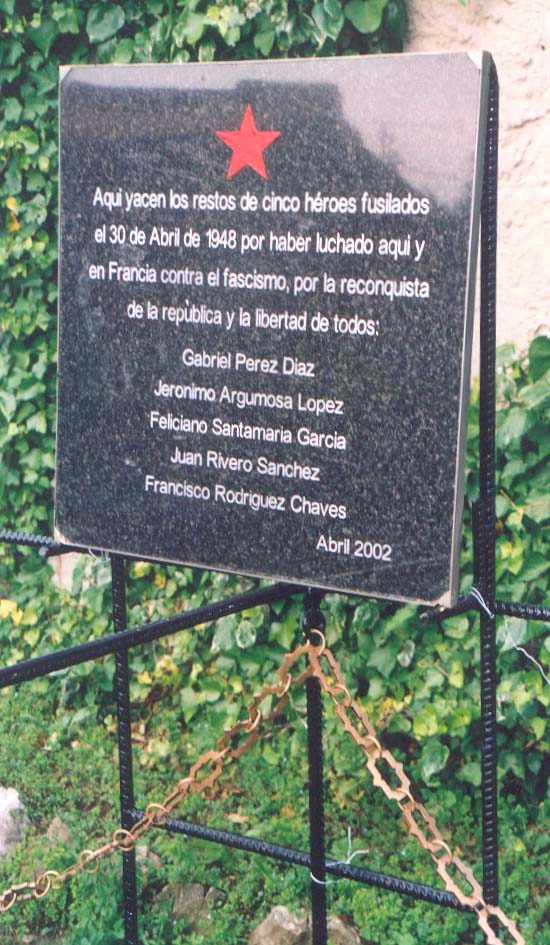 Aqui yacen los restos de cinco héroes fusilados
el 30 de Abril de 1948 por haber luchado aqui y
en Francia contra el fascismo, por la reconquista
de la repùblica y la libertad de todos:
Gabriel Perez Diaz
Jeronimo Argumosa Lopez
Feliciano Santamaria Garcia
Juan Rivero Sanchez
Francisco Rodriguez Chaves
Abril 2002